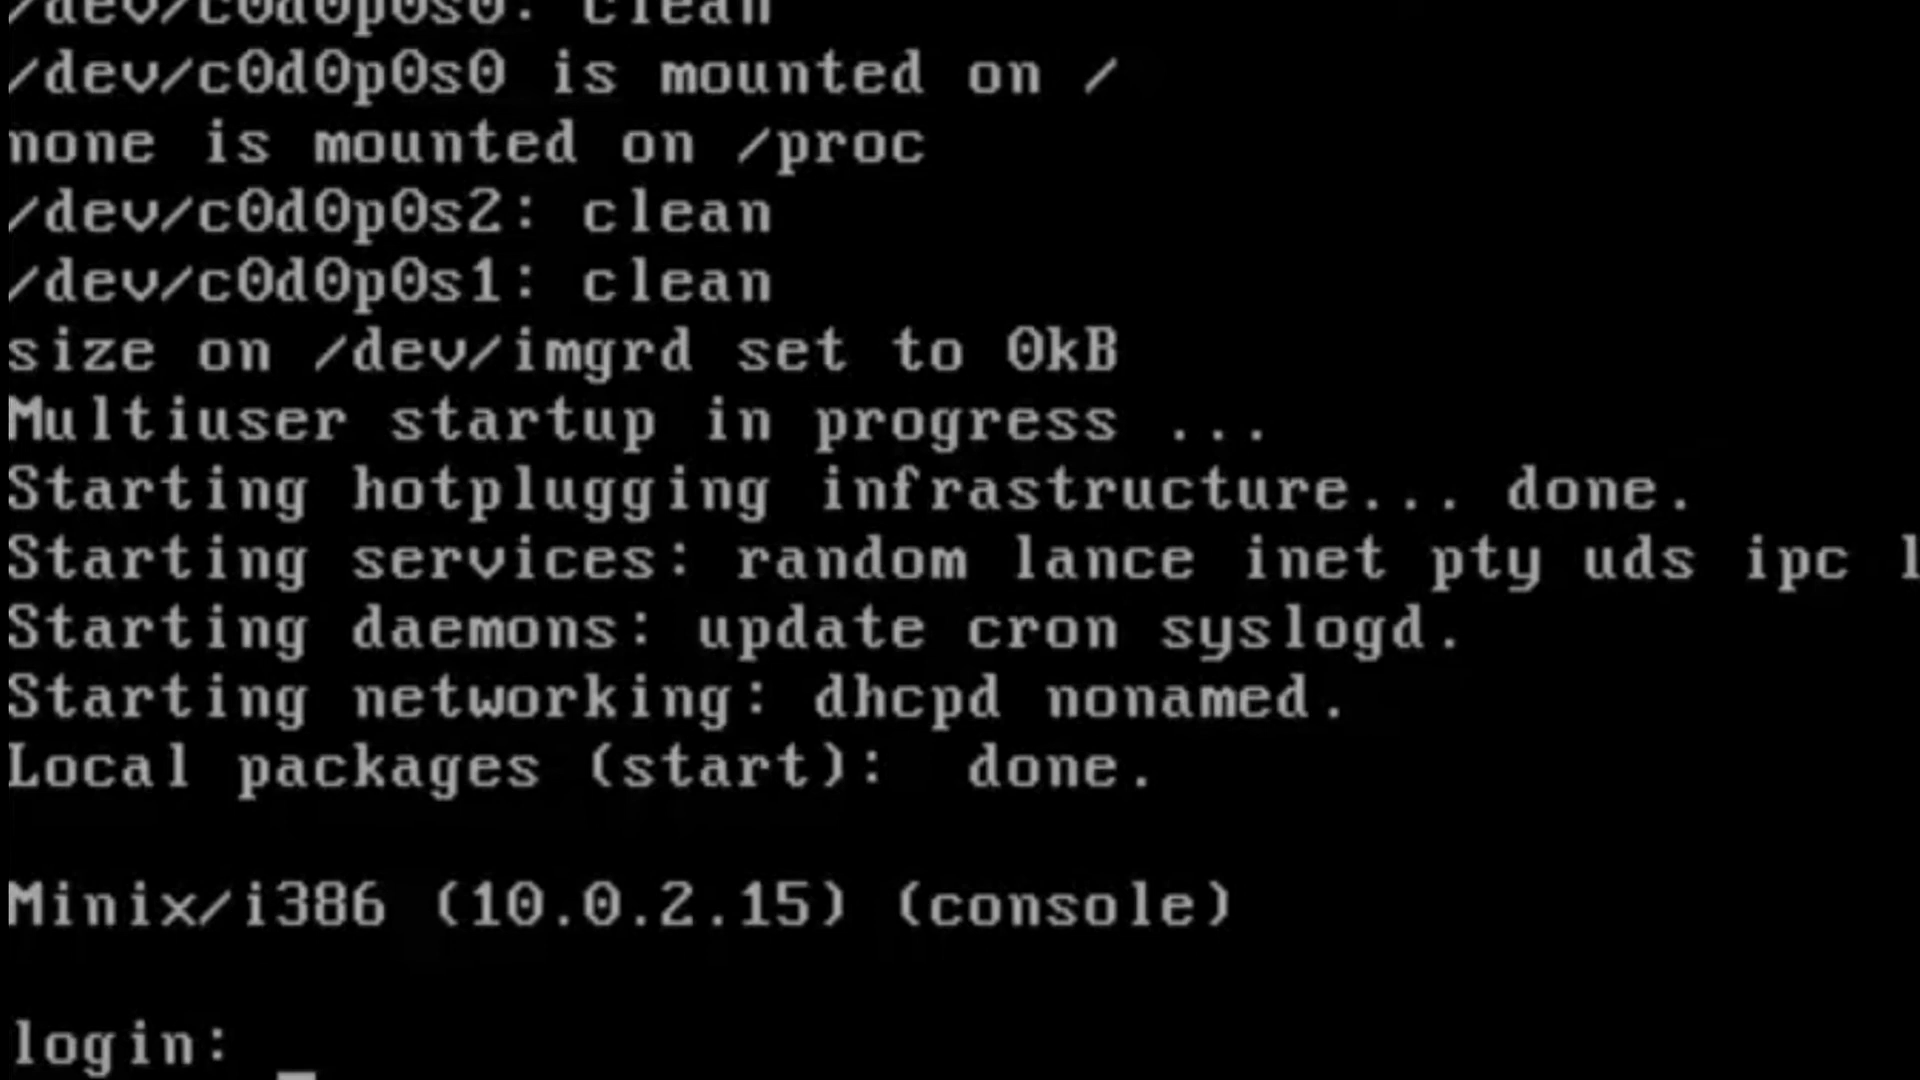 /dev/c0d0p0s0: clean
/dev/c0d0p0s0 is mounted on /
none is mounted on /proc
/dev/c0d0p0s2: clean
/dev/c0d0p0s1: clean
size on /dev/imgrd set to 0kB
Multiuser startup in progress ...
Starting hotplugging infrastructure... done.
Starting services: random lance inet pty uds ipc l
Starting daemons: update cron syslogd.
Starting networking: dhcpd nonamed.
Local packages (start):  done.
Minix/i386 (10.0.2.15) (console)
login: _